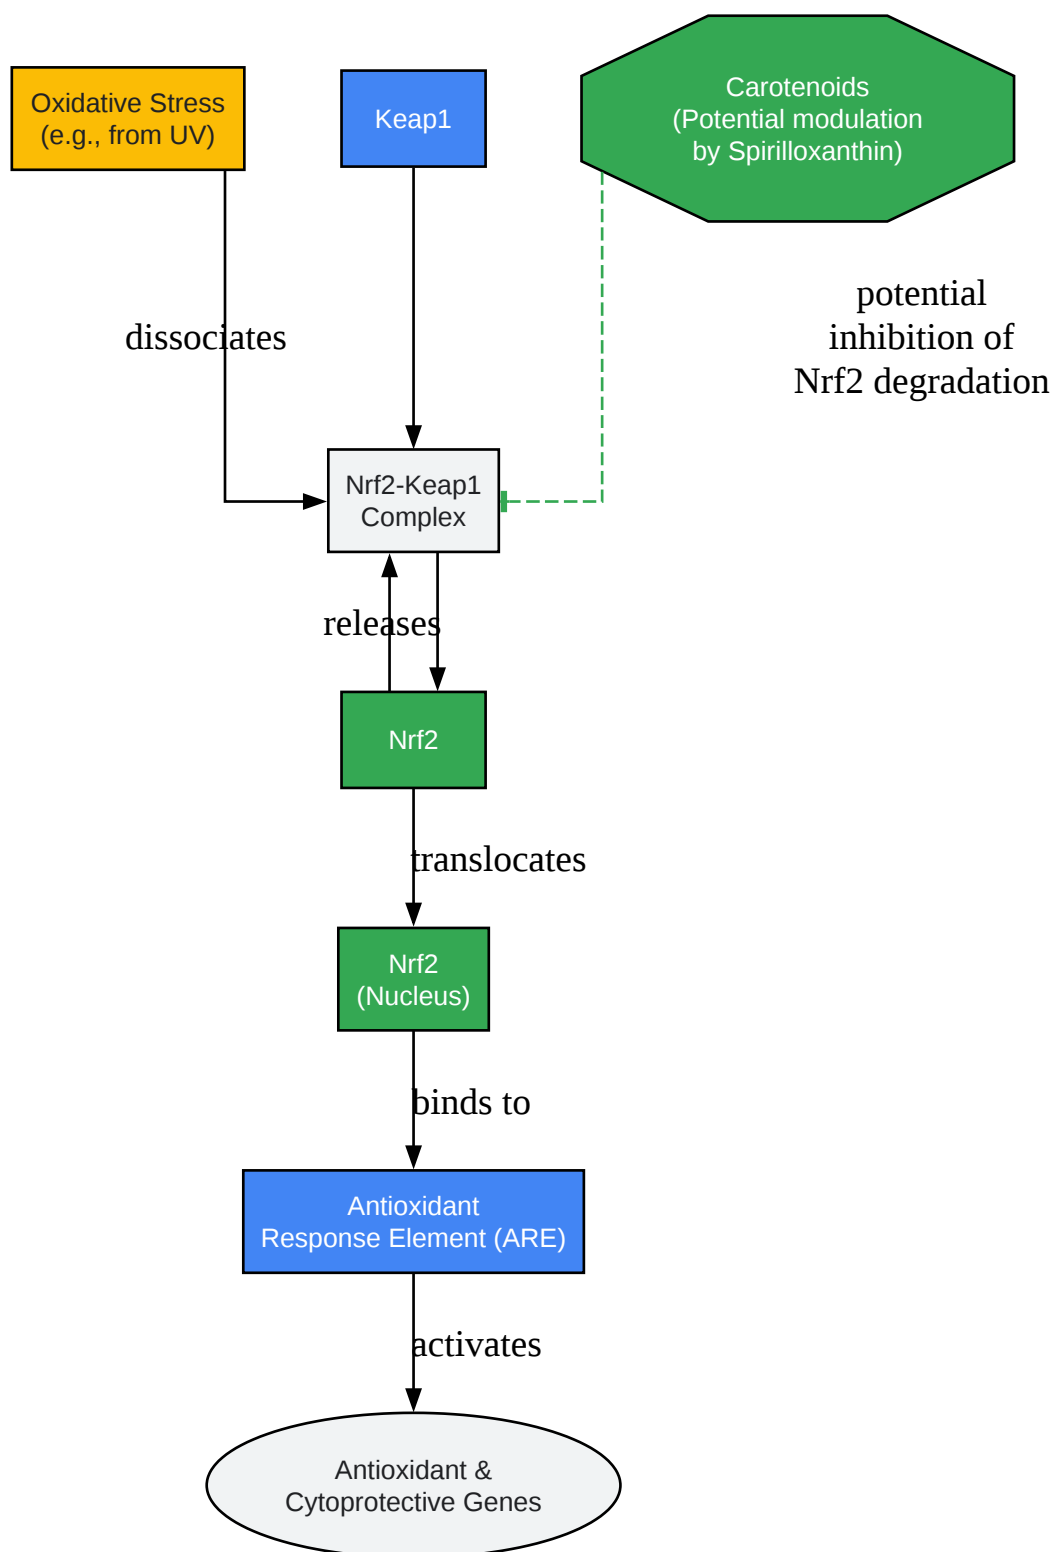 Oxidative Stress
(e.g., from UV)
Keap1
Carotenoids
(Potential modulation
by Spirilloxanthin)
dissociates
potential
inhibition of
Nrf2 degradation
Nrf2-Keap1
Complex
releases
Nrf2
translocates
Nrf2
(Nucleus)
binds to
Antioxidant
Response Element (ARE)
activates
Antioxidant &
Cytoprotective Genes